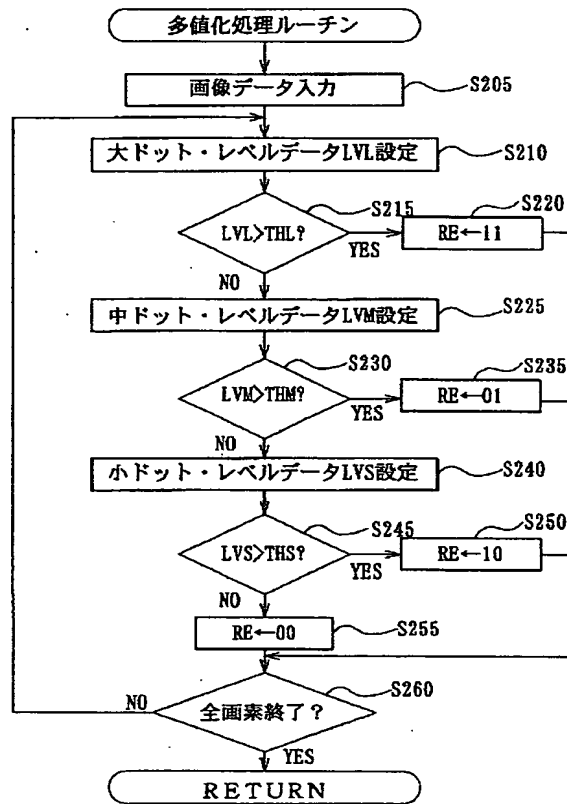 多値化処理ルーチン
画像データ入力
S205
大ドット・レベルデータLVL設定
S210
LVL>THL?
S215
YES
RE←11
S220
NO
中ドット・レベルデータLVM設定
S225
LVM>THM?
S230
YES
RE←01
S235
NO
小ドット・レベルデータLVS設定
S240
LVS>THS?
S245
YES
RE←10
S250
NO
RE←00
S255
全画素終了?
S260
NO
YES
RETURN